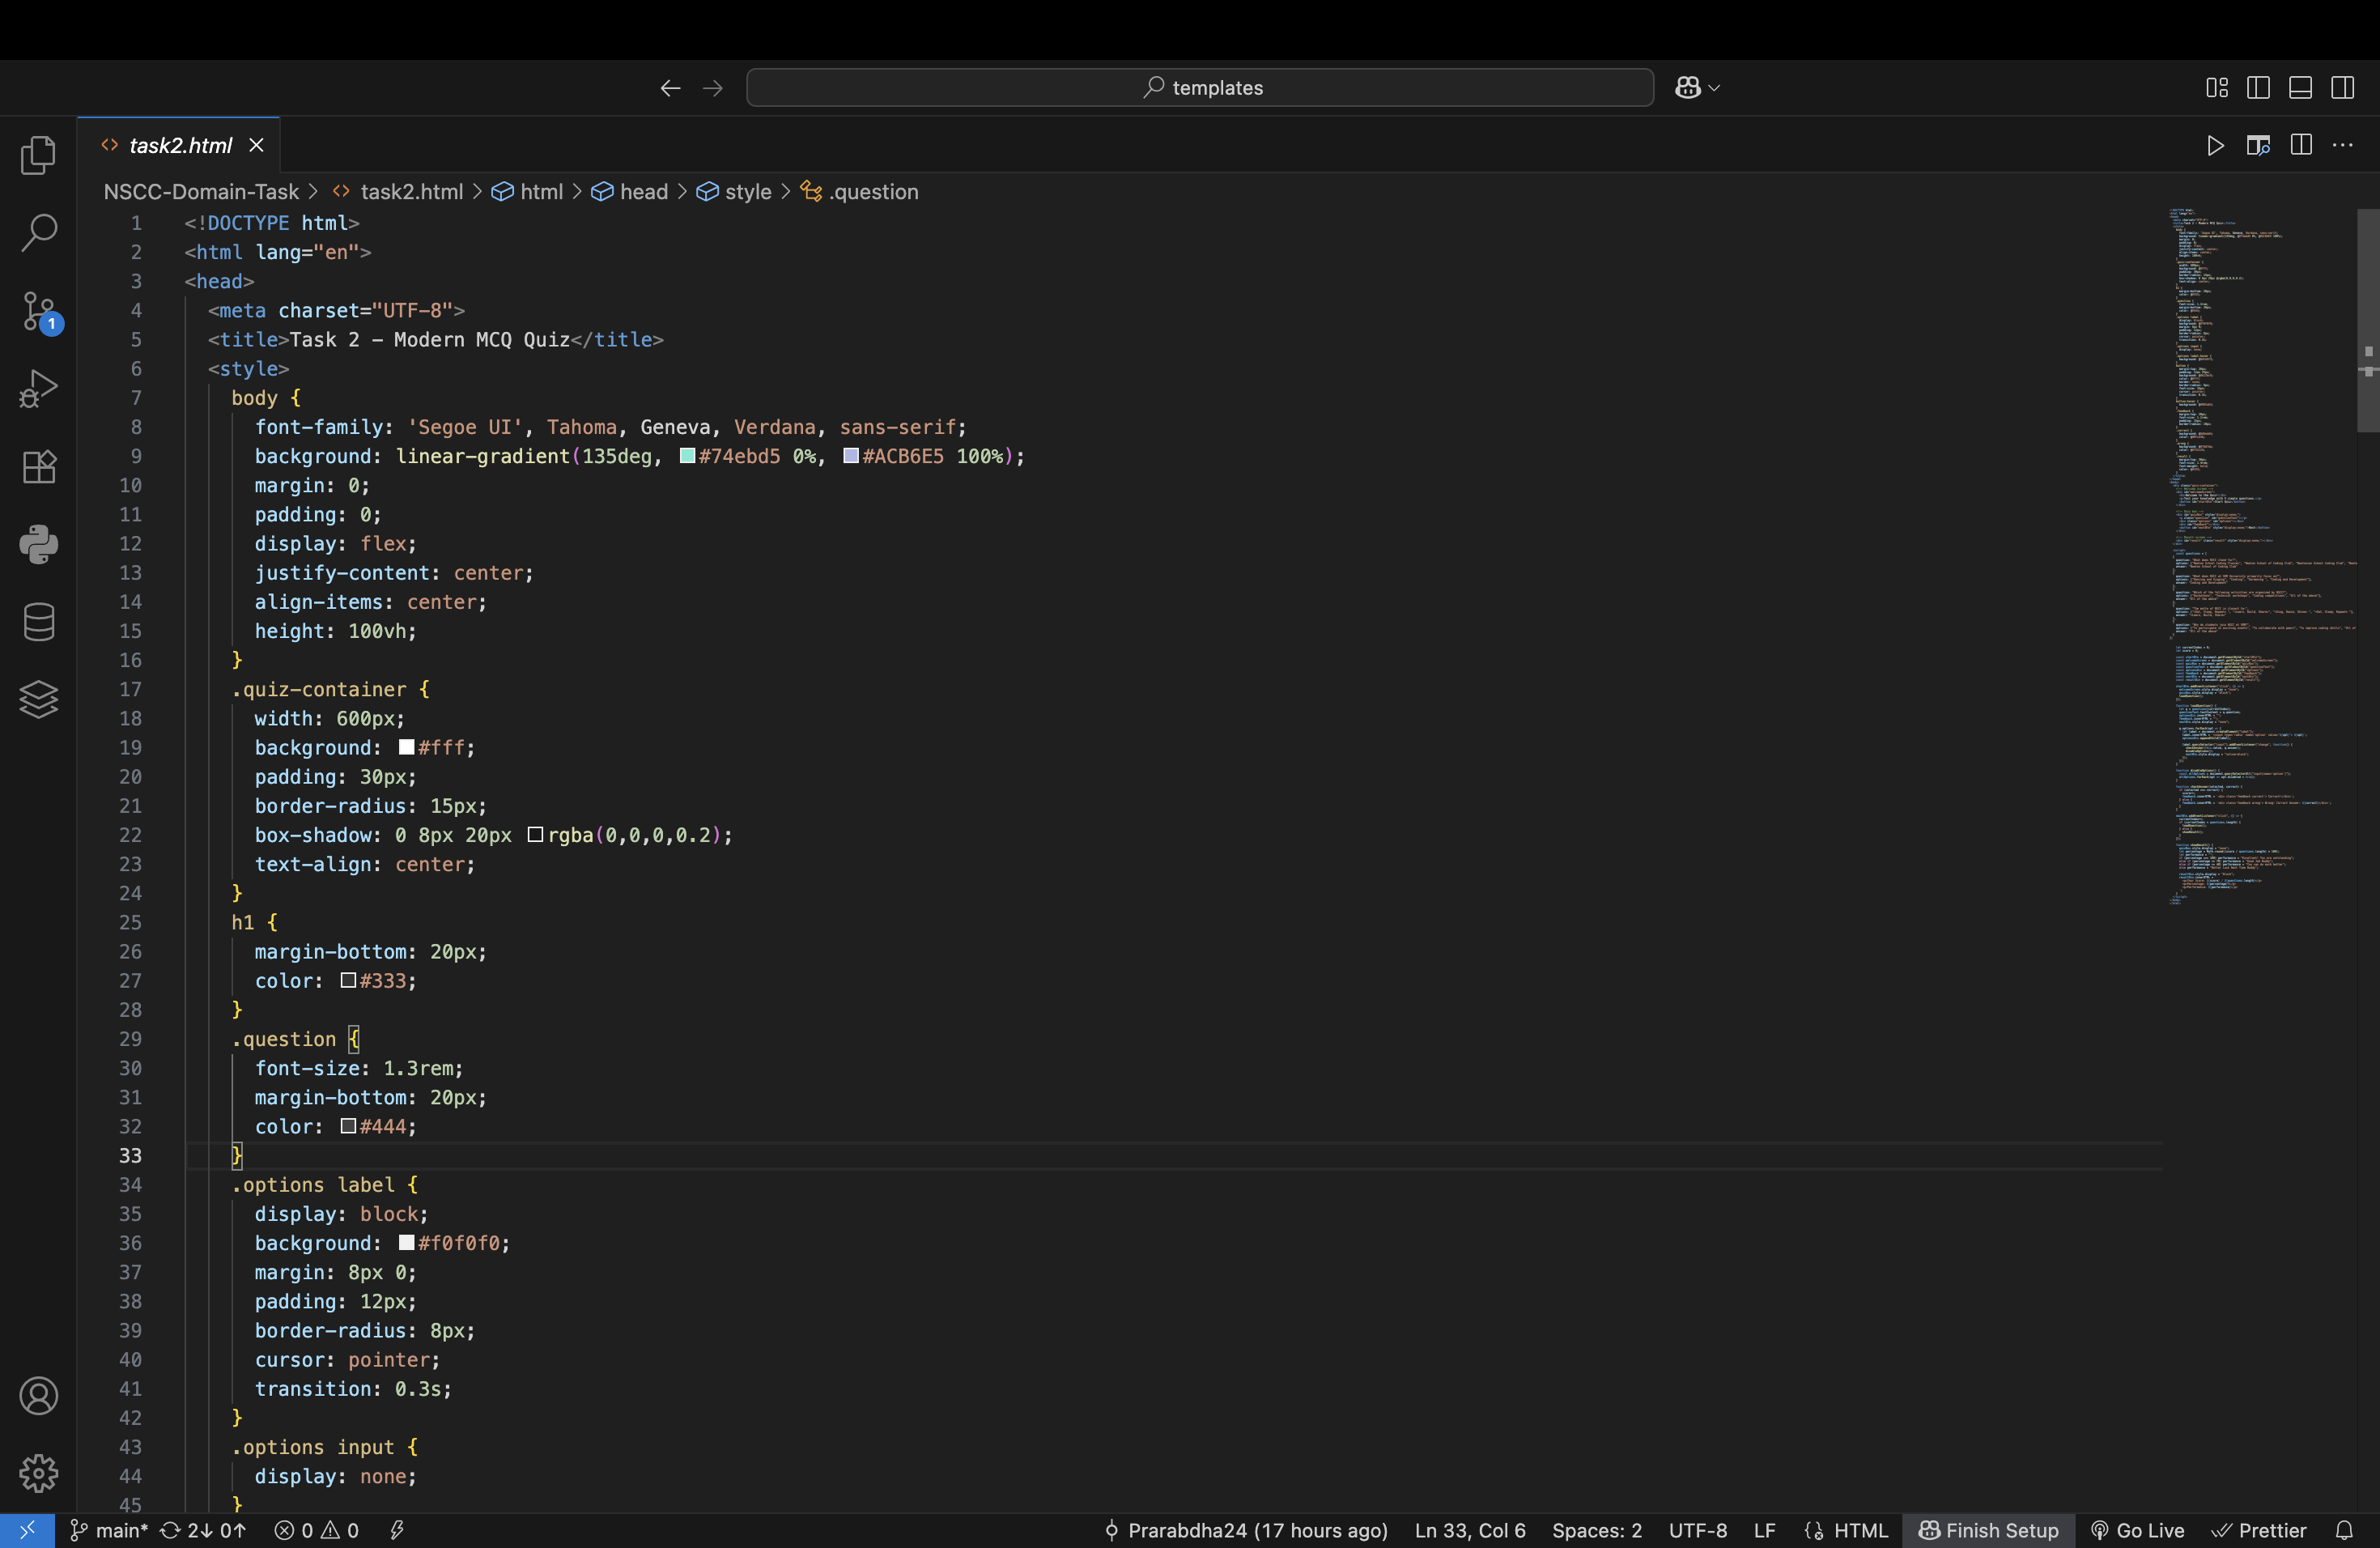 templates
task2.html
NSCC-Domain-Task > task2.html > html > head > style > .question
1 <!DOCTYPE html>
2 <html lang="en">
3 <head>
4 <meta charset="UTF-8">
5 <title>Task 2 - Modern MCQ Quiz</title>
6 <style>
7 body {
8 font-family: 'Segoe UI', Tahoma, Geneva, Verdana, sans-serif;
9 background: linear-gradient(135deg, #74ebd5 0%, #ACB6E5 100%);
10 margin: 0;
11 padding: 0;
12 display: flex;
13 justify-content: center;
14 align-items: center;
15 height: 100vh;
16 }
17 .quiz-container {
18 width: 600px;
19 background: #fff;
20 padding: 30px;
21 border-radius: 15px;
22 box-shadow: 0 8px 20px rgba(0,0,0,0.2);
23 text-align: center;
24 }
25 h1 {
26 margin-bottom: 20px;
27 color: #333;
28 }
29 .question {
30 font-size: 1.3rem;
31 margin-bottom: 20px;
32 color: #444;
33 }
34 .options label {
35 display: block;
36 background: #f0f0f0;
37 margin: 8px 0;
38 padding: 12px;
39 border-radius: 8px;
40 cursor: pointer;
41 transition: 0.3s;
42 }
43 .options input {
44 display: none;
45 }
1
main* 2↓ 0↑ 0 0 Prarabdha24 (17 hours ago) Ln 33, Col 6 Spaces: 2 UTF-8 LF HTML Finish Setup Go Live Prettier